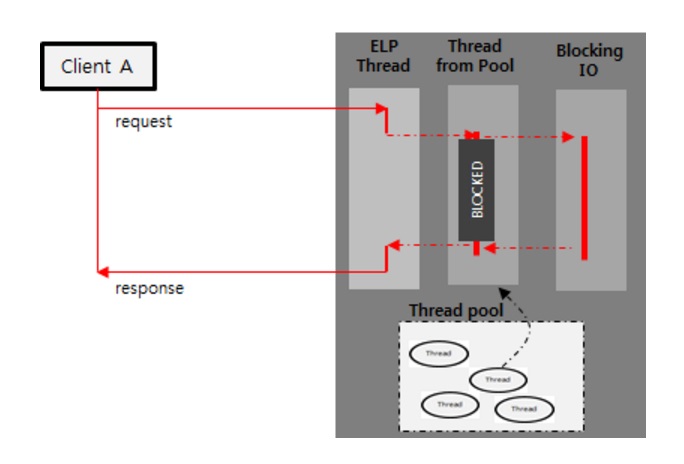 Client A
ELP
Thread
Thread
from Pool
Blocking
IO
request
BLOCKED
response
Thread pool
Thread
Thread
Thread
Thread